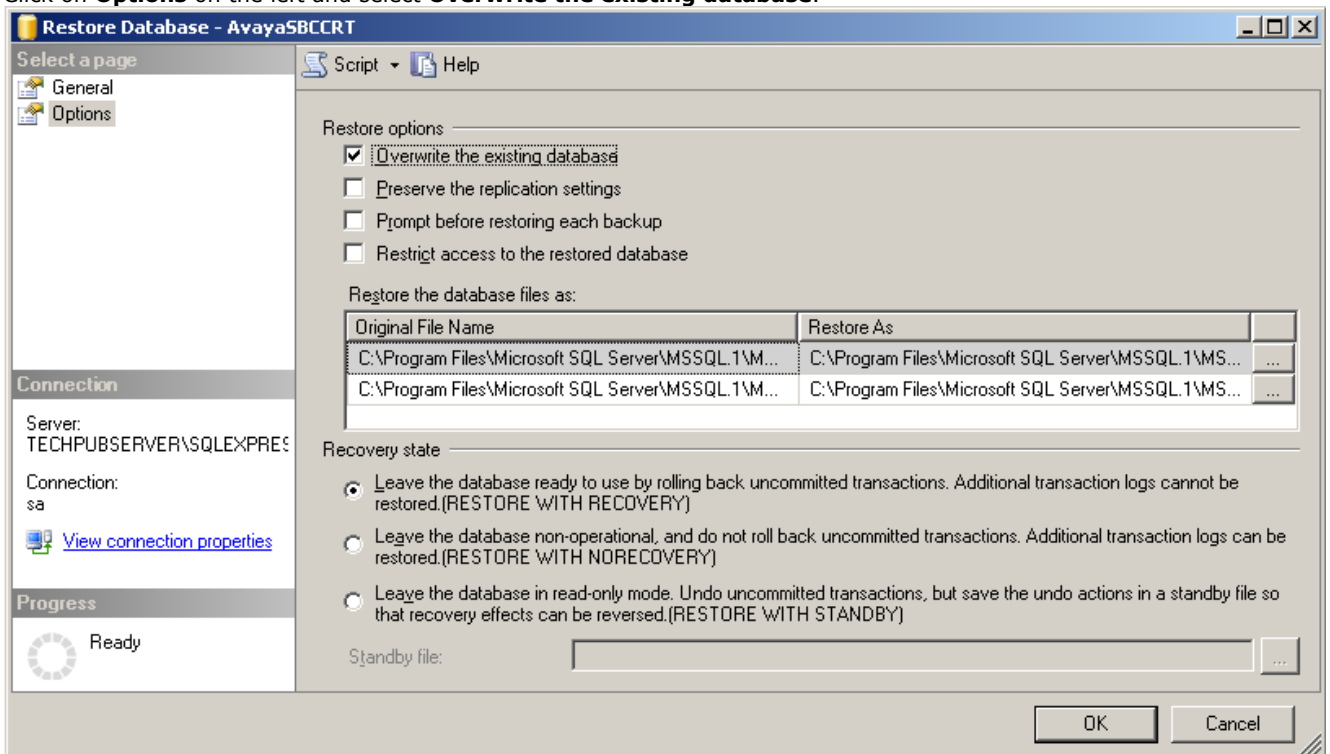 Click on Options on the left and select Overwrite the existing database.
Restore Database - AvayaSBCCRT
Select a page
General
Options
Script
Help
Restore options
Overwrite the existing database
Preserve the replication settings
Prompt before restoring each backup
Restrict access to the restored database
Restore the database files as:
Original File Name Restore As
C:\Program Files\Microsoft SQL Server\MSSQL.1\M... C:\Program Files\Microsoft SQL Server\MSSQL.1\MS... ...
C:\Program Files\Microsoft SQL Server\MSSQL.1\M... C:\Program Files\Microsoft SQL Server\MSSQL.1\MS... ...
Connection
Server:
TECHPUBSERVER\SQLEXPRES
Connection:
sa
View connection properties
Progress
Ready
Recovery state
Leave the database ready to use by rolling back uncommitted transactions. Additional transaction logs cannot be
restored.(RESTORE WITH RECOVERY)
Leave the database non-operational, and do not roll back uncommitted transactions. Additional transaction logs can be
restored.(RESTORE WITH NORECOVERY)
Leave the database in read-only mode. Undo uncommitted transactions, but save the undo actions in a standby file so
that recovery effects can be reversed.(RESTORE WITH STANDBY)
Standby file: ...
OK Cancel